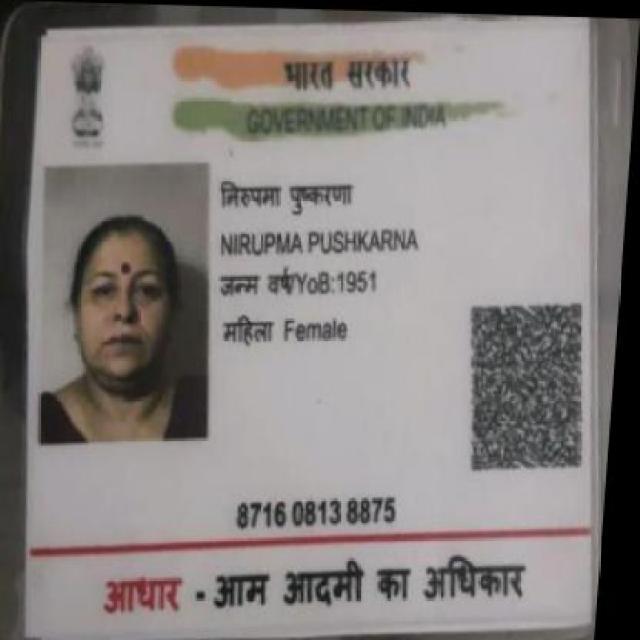 भारत सरकार
GOVERNMENT OF INDIA
निरुपमा पुष्करणा
NIRUPMA PUSHKARNA
जन्म वर्ष/YoB:1951
महिला Female
8716 0813 8875
आधार - आम आदमी का अधिकार